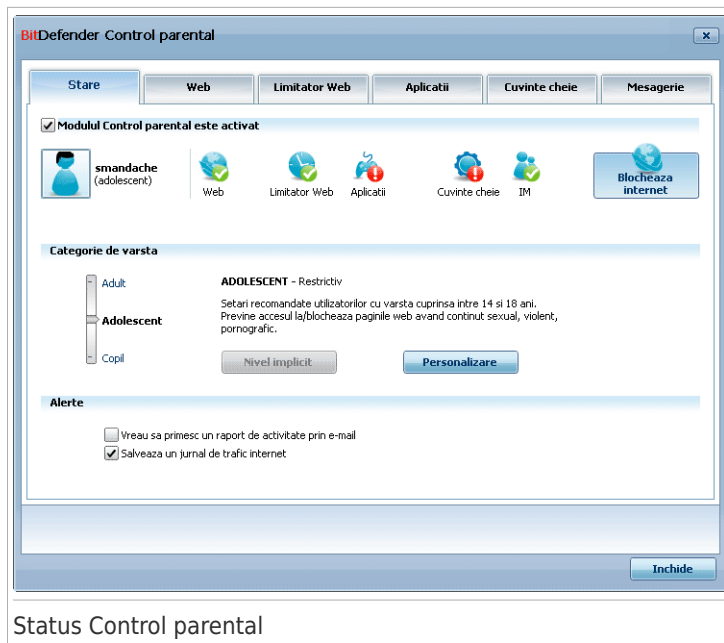 BitDefender Control parental
Stare
Web
Limitator Web
Aplicatii
Cuvinte cheie
Mesagerie
Modulul Control parental este activat
smandache
(adolescent)
Web
Limitator Web
Aplicatii
Cuvinte cheie
IM
Blocheaza
internet
Categorie de varsta
Adult
Adolescent
Copil
ADOLESCENT - Restrictiv
Setari recomandate utilizatorilor cu varsta cuprinsa intre 14 si 18 ani.
Previne accesul la/blocheaza paginile web avand continut sexual, violent,
pornografic.
Nivel implicit
Personalizare
Alerte
Vreau sa primesc un raport de activitate prin e-mail
Salveaza un jurnal de trafic internet
Inchide
Status Control parental